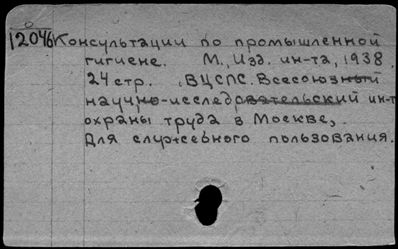 12046 Консультации по промышленной
гигиене. М., Изд. ин-та, 1938.
24 стр. ВЦСПС. Всесоюзный
научно-исследовательский ин-т
охраны труда в Москве,
Для служебного пользования.